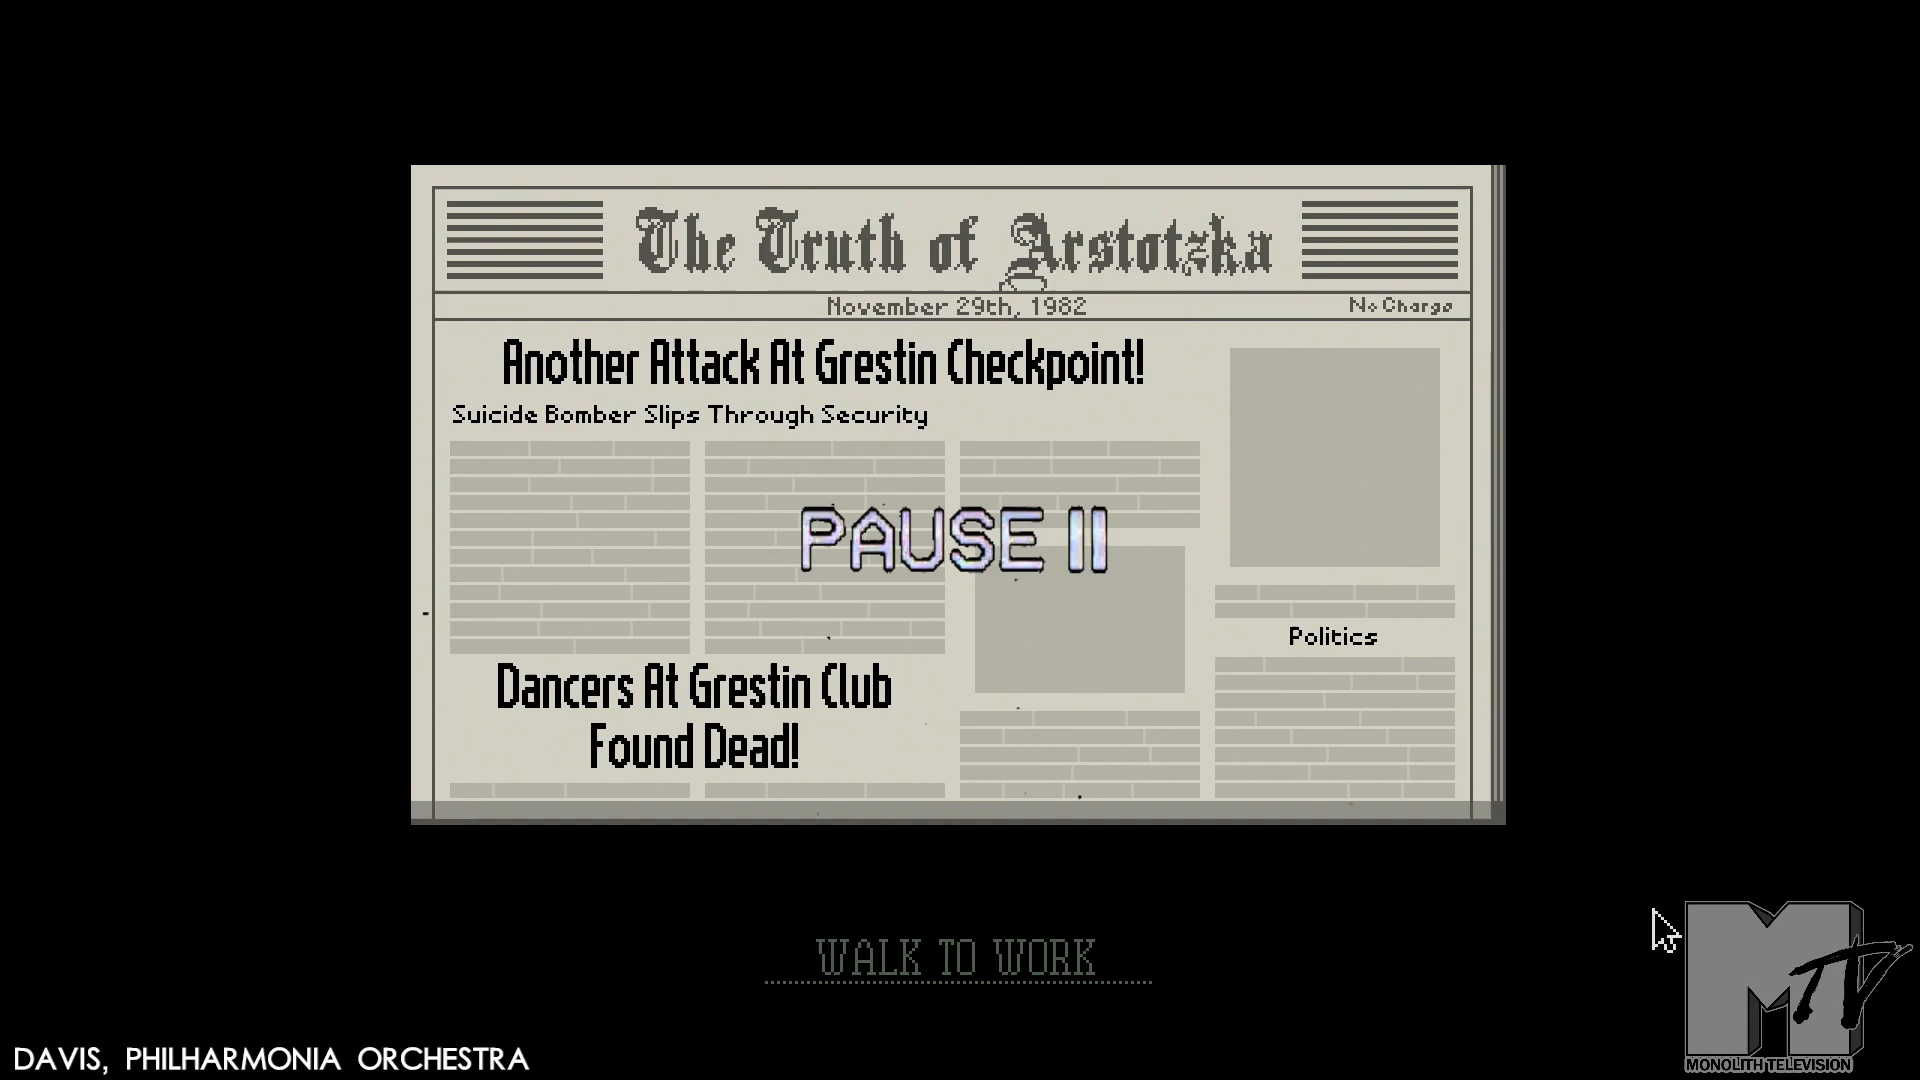 The Truth of Arstotzka
November 29th, 1982
No Charge
Another Attack At Grestin Checkpoint!
Suicide Bomber Slips Through Security
PAUSE
Politics
Dancers At Grestin Club
Found Dead!
WALK TO WORK
DAVIS, PHILHARMONIA ORCHESTRA
MTV
MONOLITH TELEVISION